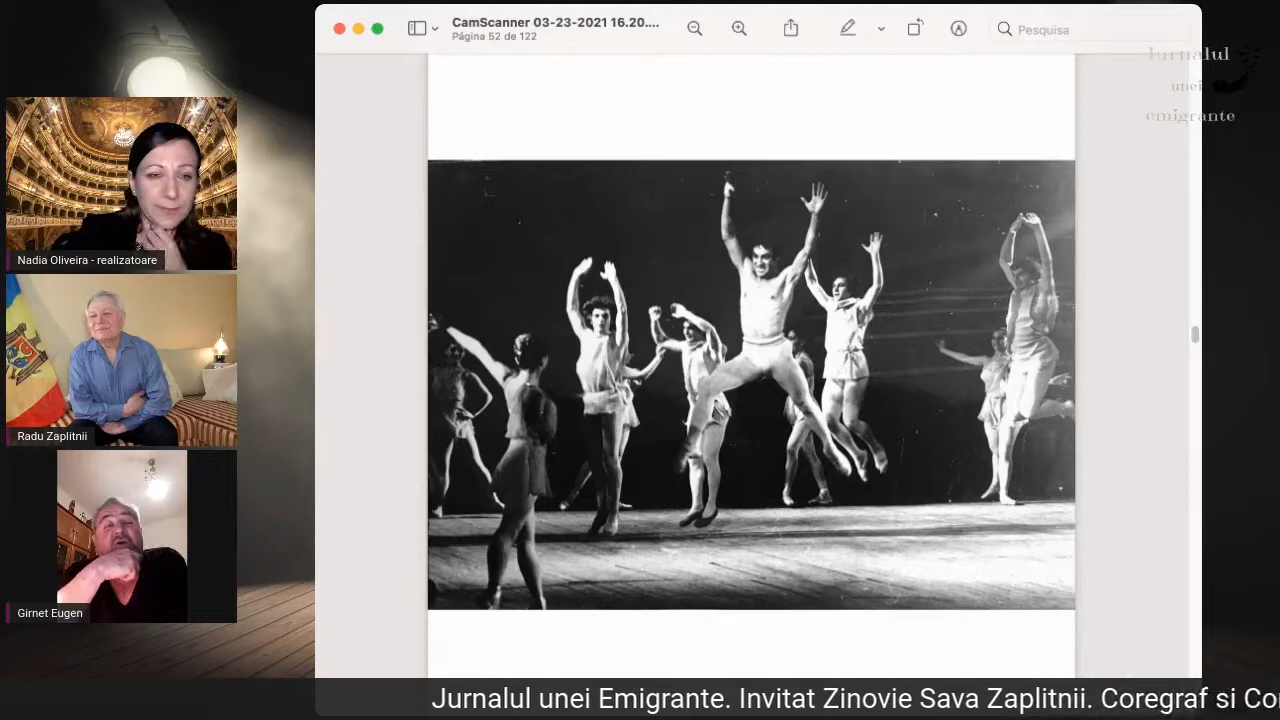 CamScanner 03-23-2021 16.20....
Página 52 de 122
Pesquisa
Jurnalul
unei
emigrante
Nadia Oliveira - realizatoare
Radu Zaplitnii
Girnet Eugen
Jurnalul unei Emigrante. Invitat Zinovie Sava Zaplitnii. Coregraf si Co